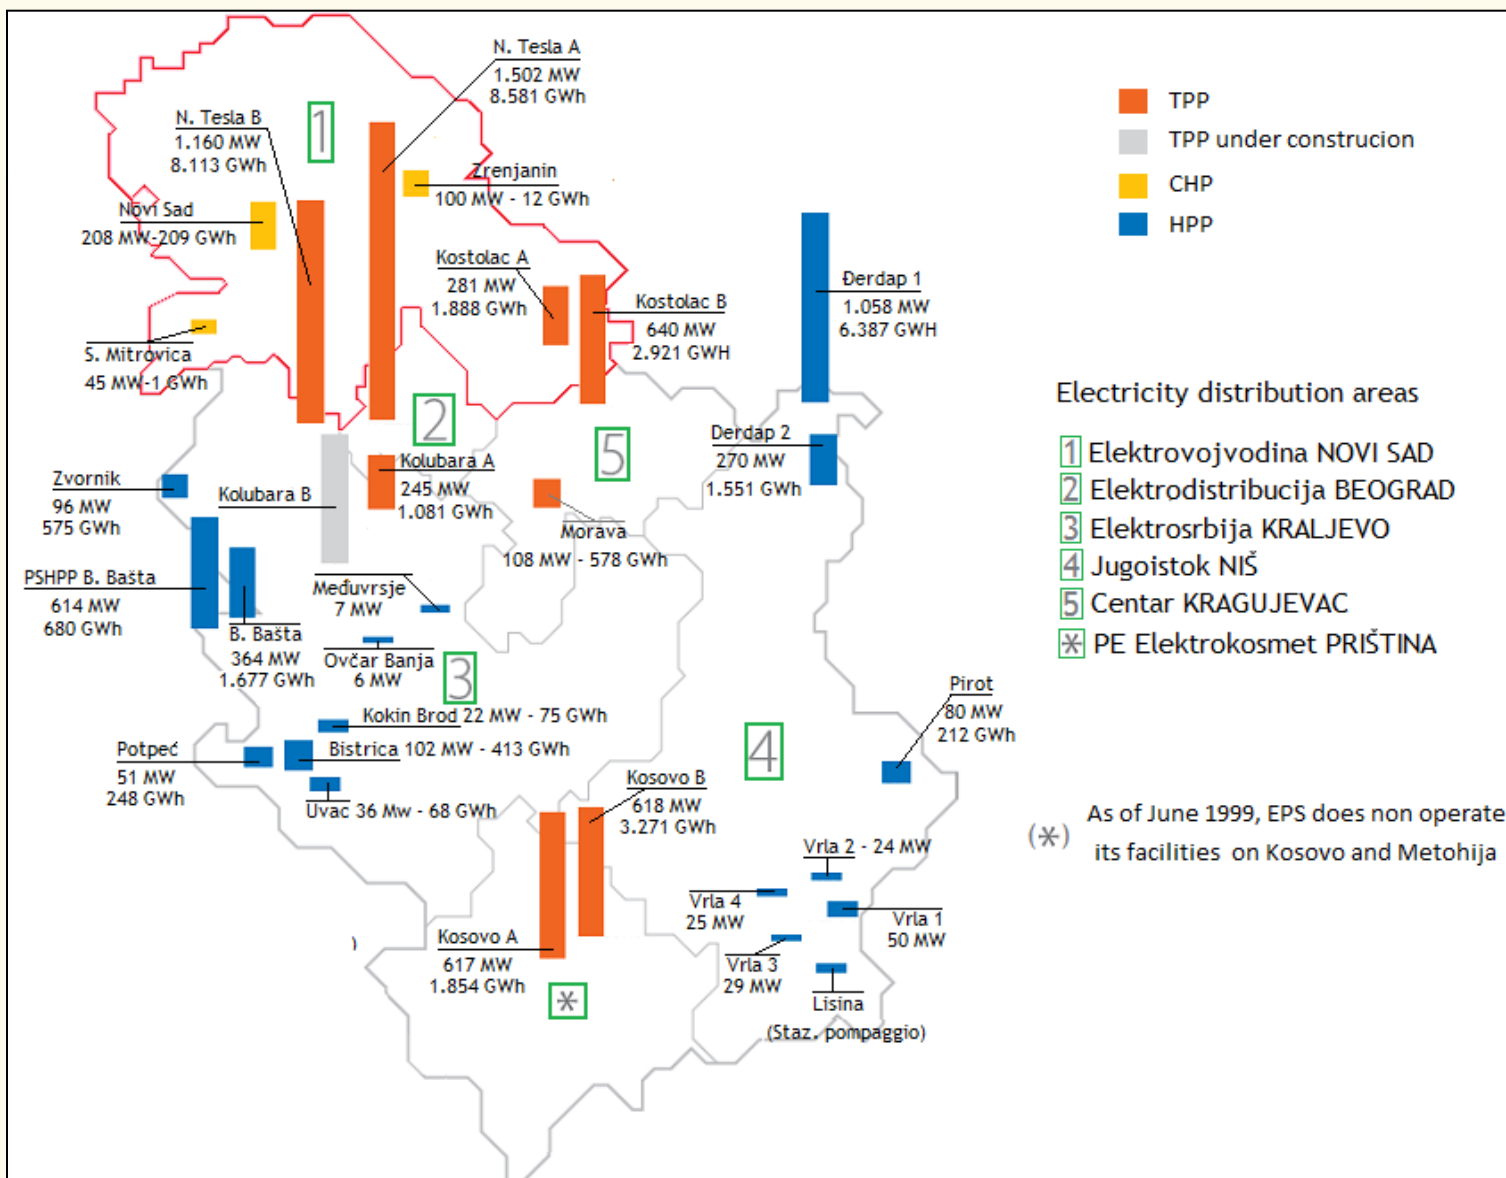 N. Tesla A
1.502 MW
8.581 GWh
N. Tesla B
1.160 MW
8.113 GWh
1
Zrenjanin
100 MW - 12 GWh
Novi Sad
208 MW-209 GWh
S. Mitrovica
45 MW-1 GWh
Kostolac A
281 MW
1.888 GWh
Kostolac B
640 MW
2.921 GWH
Đerdap 1
1.058 MW
6.387 GWH
2
5
Đerdap 2
270 MW
1.551 GWh
Zvornik
96 MW
575 GWh
Kolubara B
Kolubara A
245 MW
1.081 GWh
Morava
108 MW - 578 GWh
PSHPP B. Bašta
614 MW
680 GWh
B. Bašta
364 MW
1.677 GWh
Međuvrsje
7 MW
Ovčar Banja
6 MW
3
Kokin Brod 22 MW - 75 GWh
Bistrica 102 MW - 413 GWh
Potpeć
51 MW
248 GWh
Uvac 36 Mw - 68 GWh
4
Pirot
80 MW
212 GWh
Kosovo B
618 MW
3.271 GWh
Kosovo A
617 MW
1.854 GWh
*
)
Vrla 2 - 24 MW
Vrla 4
25 MW
Vrla 1
50 MW
Vrla 3
29 MW
Lisina
(Staz. pompaggio)
TPP
TPP under construcion
CHP
HPP
Electricity distribution areas
1 Elektrovojvodina NOVI SAD
2 Elektrodistribucija BEOGRAD
3 Elektrosrbija KRALJEVO
4 Jugoistok NIŠ
5 Centar KRAGUJEVAC
* PE Elektrokosmet PRIŠTINA
(*) As of June 1999, EPS does non operate
its facilities on Kosovo and Metohija